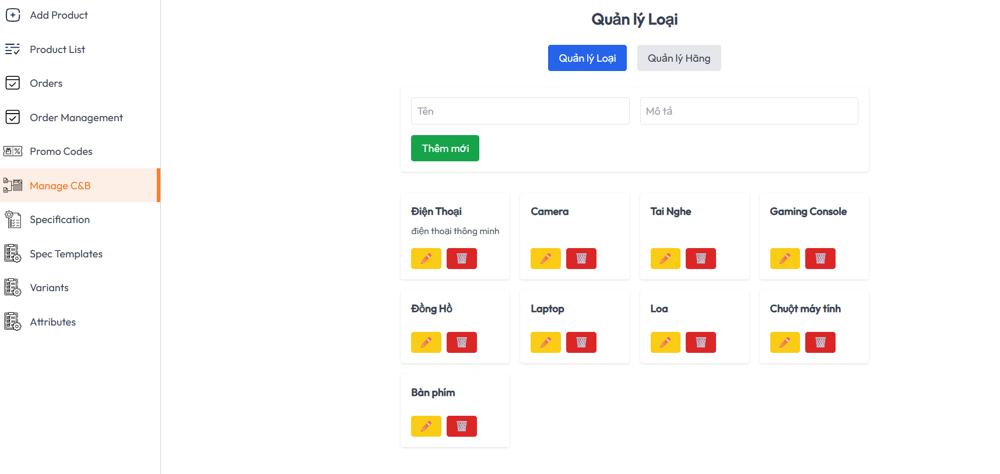 Add Product
Product List
Orders
Order Management
Promo Codes
Manage C&B
Specification
Spec Templates
Variants
Attributes
Quản lý Loại
Quản lý Loại
Quản lý Hãng
Tên
Mô tả
Thêm mới
Điện Thoại
điện thoại thông minh
Camera
Tai Nghe
Gaming Console
Đồng Hồ
Laptop
Loa
Chuột máy tính
Bàn phím